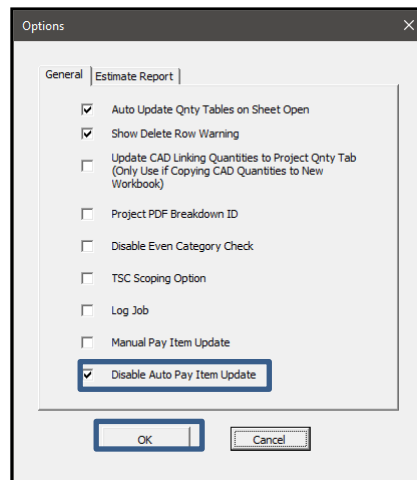 Options
General
Estimate Report
Auto Update Qnty Tables on Sheet Open
Show Delete Row Warning
Update CAD Linking Quantities to Project Qnty Tab
(Only Use if Copying CAD Quantities to New
Workbook)
Project PDF Breakdown ID
Disable Even Category Check
TSC Scoping Option
Log Job
Manual Pay Item Update
Disable Auto Pay Item Update
OK
Cancel